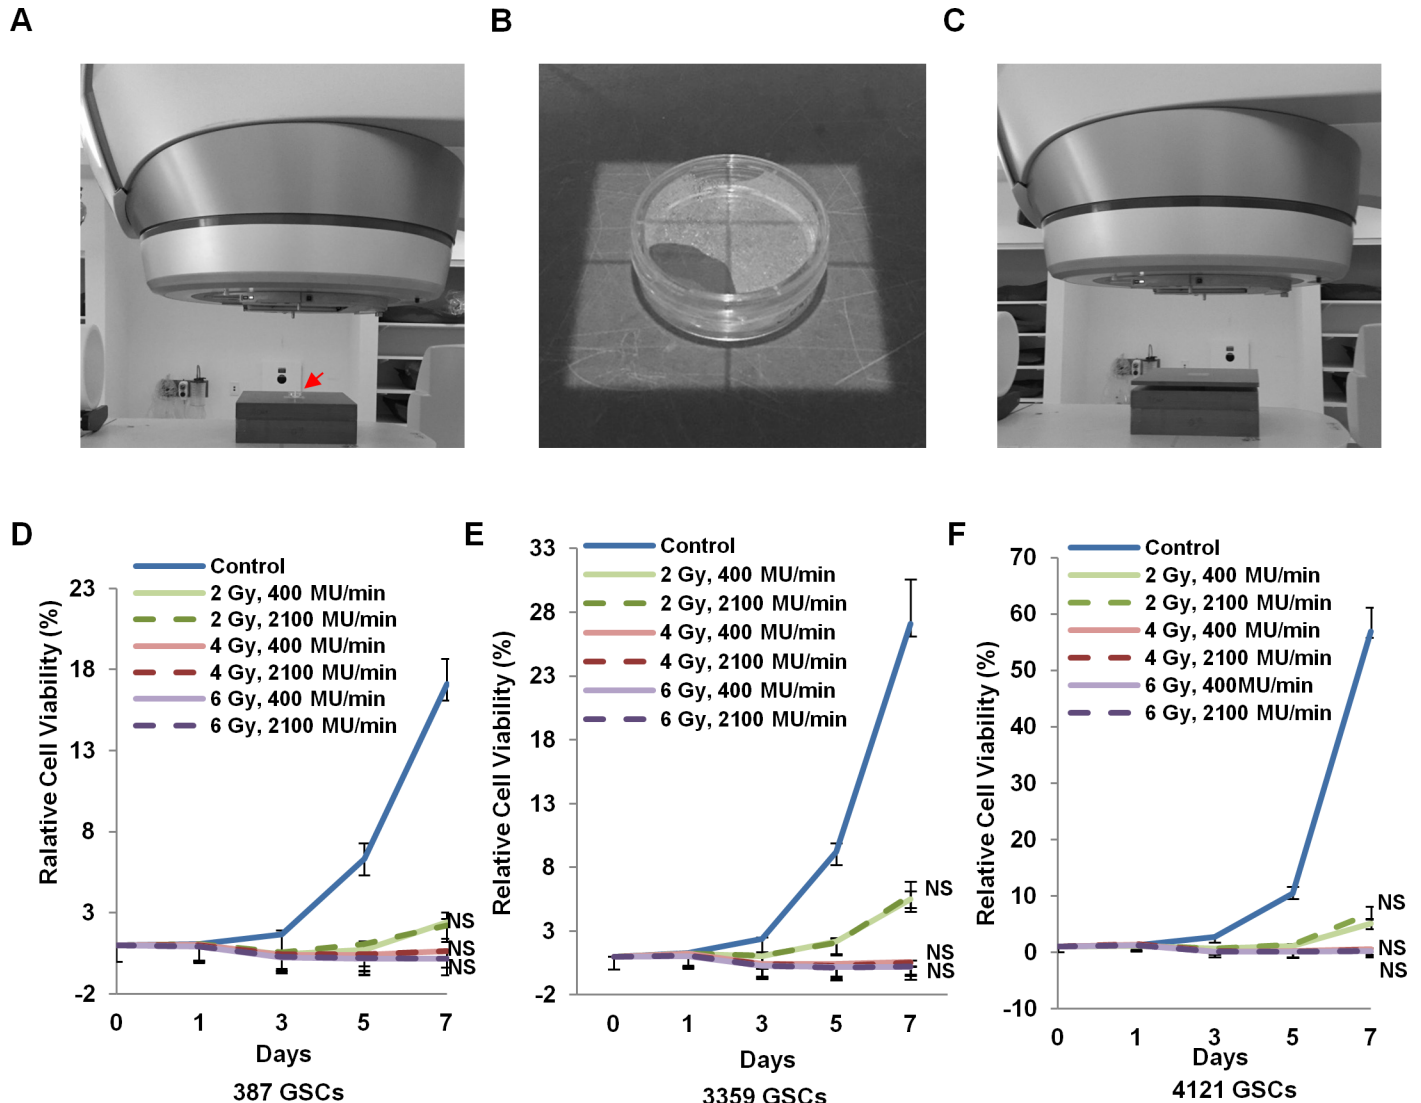 A
B
C
D
Control
2 Gy, 400 MU/min
2 Gy, 2100 MU/min
4 Gy, 400 MU/min
4 Gy, 2100 MU/min
6 Gy, 400 MU/min
6 Gy, 2100 MU/min
Ralative Cell Viability (%)
23
18
13
8
3
-2
NS
NS
NS
0
1
3
5
7
Days
387 GSCs
E
Control
2 Gy, 400 MU/min
2 Gy, 2100 MU/min
4 Gy, 400 MU/min
4 Gy, 2100 MU/min
6 Gy, 400 MU/min
6 Gy, 2100 MU/min
Relative Cell Viability (%)
33
28
23
18
13
8
3
-2
NS
NS
NS
0
1
3
5
7
Days
3359 GSCs
F
Control
2 Gy, 400 MU/min
2 Gy, 2100 MU/min
4 Gy, 400 MU/min
4 Gy, 2100 MU/min
6 Gy, 400MU/min
6 Gy, 2100 MU/min
Relative Cell Viability (%)
70
60
50
40
30
20
10
0
-10
NS
NS
NS
0
1
3
5
7
Days
4121 GSCs